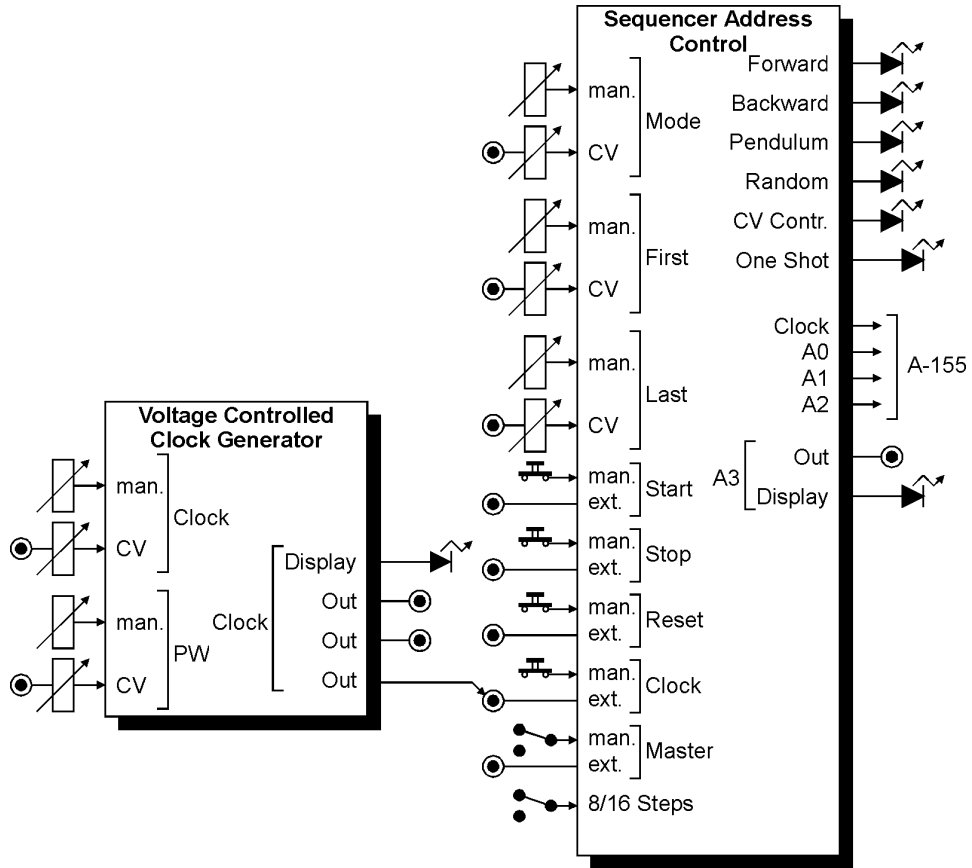 Sequencer Address
Control
man.
CV
Mode
man.
CV
First
man.
CV
Last
man.
ext.
Start
man.
ext.
Stop
man.
ext.
Reset
man.
ext.
Clock
man.
ext.
Master
8/16 Steps
Forward
Backward
Pendulum
Random
CV Contr.
One Shot
Clock
A0
A1
A2
A-155
A3
Out
Display
Voltage Controlled
Clock Generator
man.
CV
Clock
man.
CV
PW
Clock
Display
Out
Out
Out